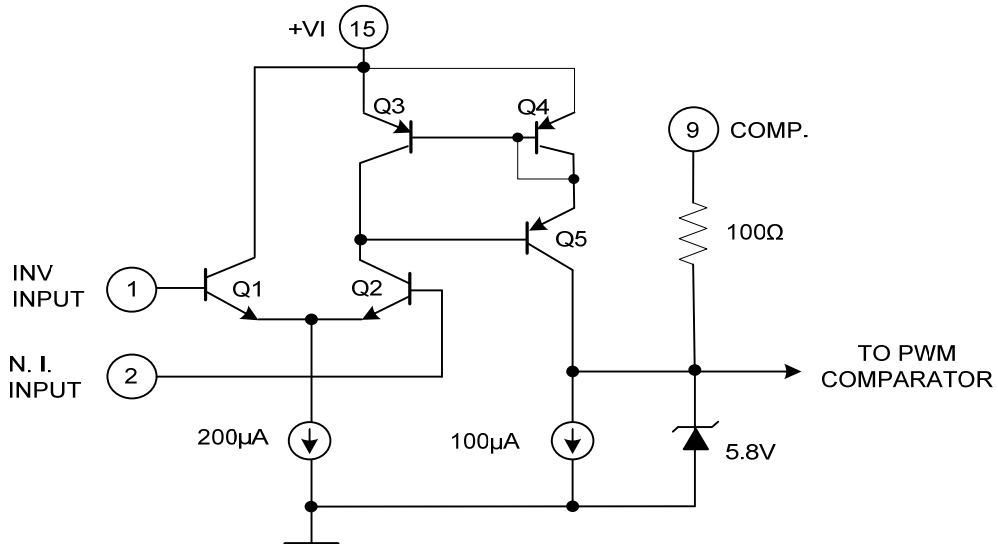 +VI
15
Q3
Q4
9
COMP.
Q5
100Ω
INV
INPUT
1
Q1
Q2
N. I.
INPUT
2
TO PWM
COMPARATOR
200µA
100µA
5.8V